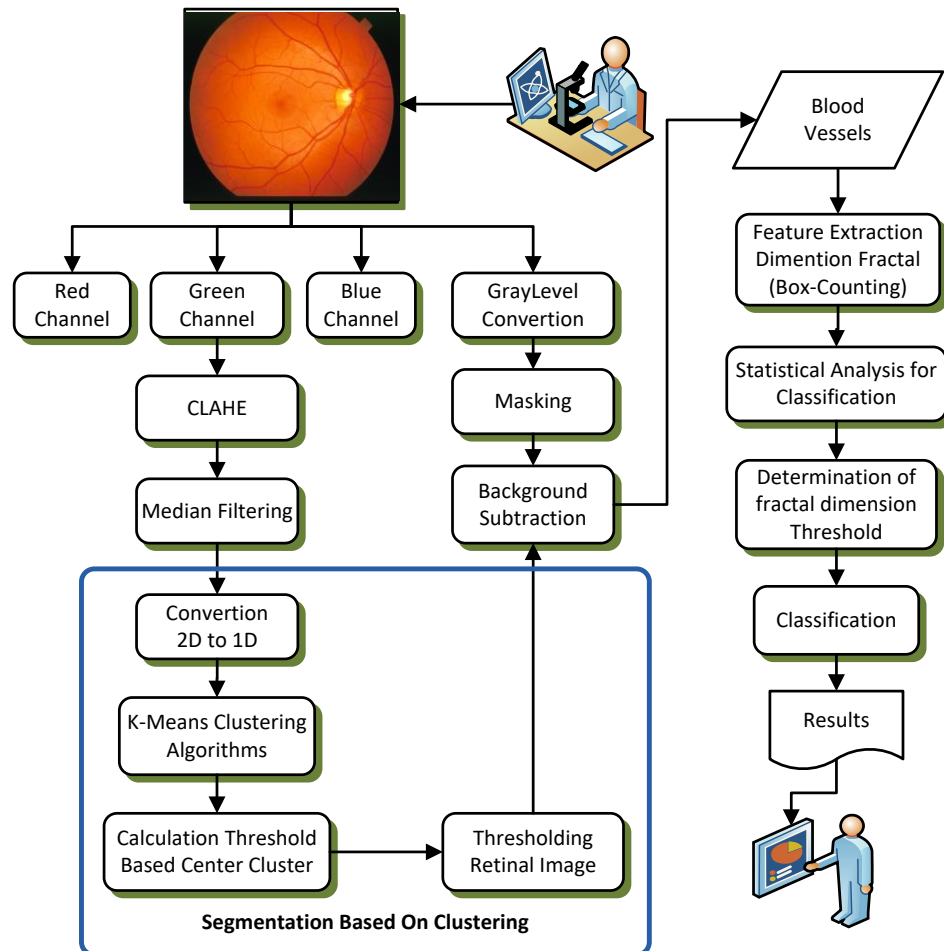 Red
Channel
Green
Channel
Blue
Channel
GrayLevel
Convertion
CLAHE
Masking
Median Filtering
Background
Subtraction
Convertion
2D to 1D
K-Means Clustering
Algorithms
Calculation Threshold
Based Center Cluster
Thresholding
Retinal Image
Segmentation Based On Clustering
Blood
Vessels
Feature Extraction
Dimention Fractal
(Box-Counting)
Statistical Analysis for
Classification
Determination of
fractal dimension
Threshold
Classification
Results